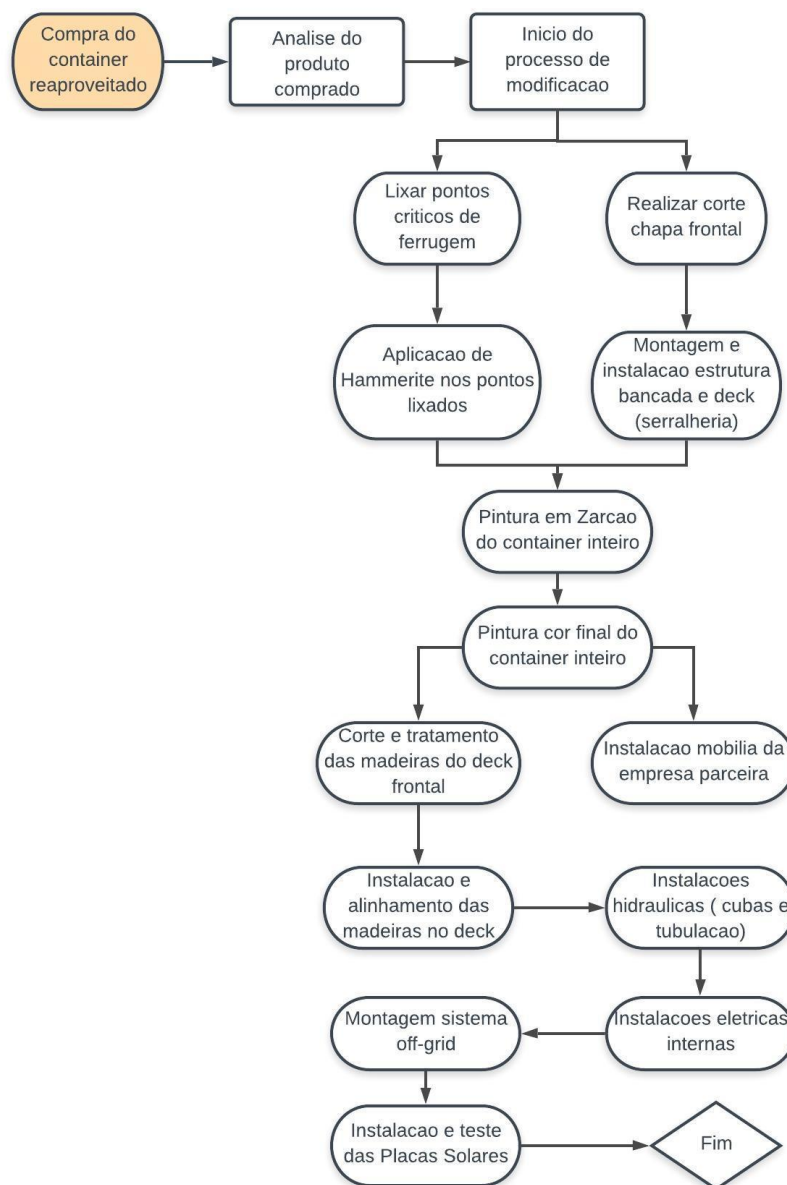 Compra do
container
reaproveitado
Analise do
produto
comprado
Inicio do
processo de
modificacao
Lixar pontos
criticos de
ferrugem
Realizar corte
chapa frontal
Aplicacao de
Hammerite nos pontos
lixados
Montagem e
instalacao estrutura
bancada e deck
(serralheria)
Pintura em Zarcao
do container inteiro
Pintura cor final do
container inteiro
Corte e tratamento
das madeiras do deck
frontal
Instalacao mobilia da
empresa parceira
Instalacao e
alinhamento das
madeiras no deck
Instalacoes
hidraulicas ( cubas e
tubulacao)
Montagem sistema
off-grid
Instalacoes eletricas
internas
Instalacao e teste
das Placas Solares
Fim